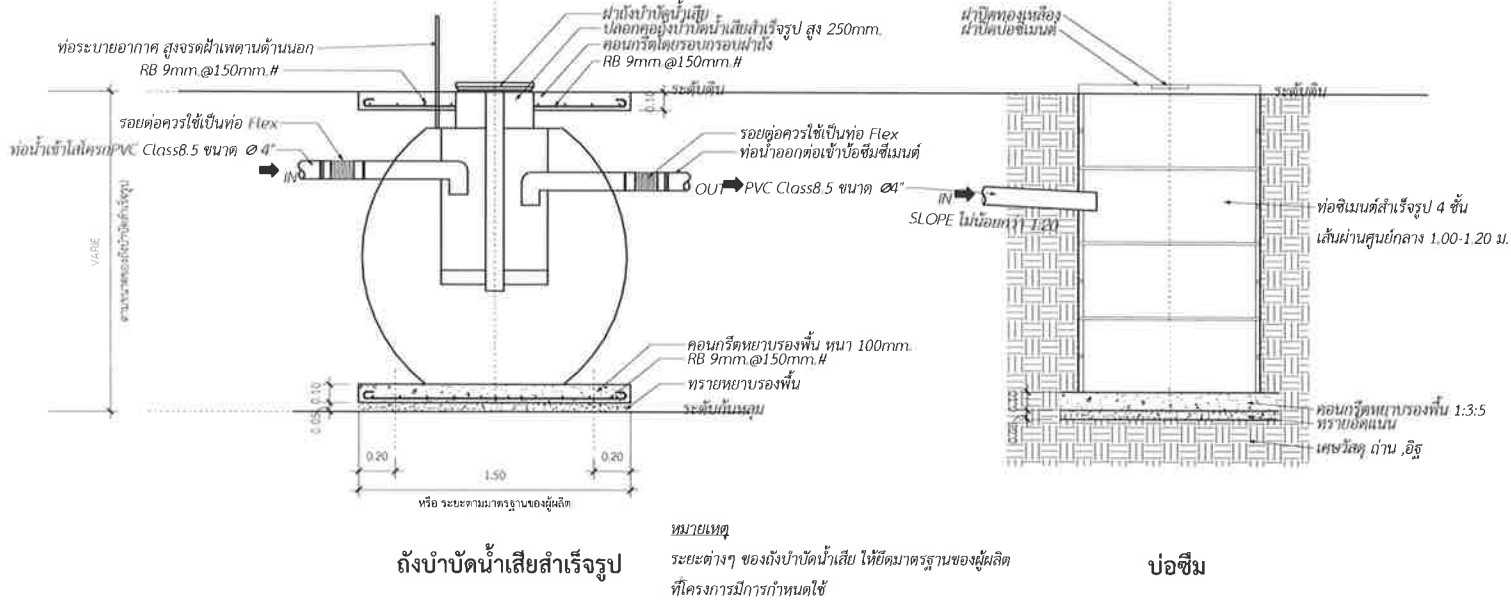 ท่อระบายอากาศ สูงจรดฝ้าเพดานด้านนอก
RB 9mm.@150mm.#
รอยต่อควรใช้เป็นท่อ Flex
ท่อน้ำเข้าใส่โครกPVC Class8.5 ขนาด Ø 4"
IN
ฝาถังบำบัดน้ำเสีย
ปลอกคอถังบำบัดน้ำเสียสำเร็จรูป สูง 250mm.
คอนกรีตโดยรอบกรอบฝาถัง
RB 9mm.@150mm.#
ระดับดิน
0.10
รอยต่อควรใช้เป็นท่อ Flex
ท่อน้ำออกต่อเข้าบ่อซึมซีเมนต์
OUT
PVC Class8.5 ขนาด Ø4"
VARIE
ตามขนาดของถังบำบัดสำเร็จรูป
คอนกรีตหยาบรองพื้น หนา 100mm.
RB 9mm.@150mm.#
ทรายหยาบรองพื้น
ระดับก้นหลุม
0.10
0.05
0.20
0.20
1.50
หรือ ระยะตามมาตรฐานของผู้ผลิต
ถังบำบัดน้ำเสียสำเร็จรูป
ฝาปิดทองเหลือง
ฝาปิดบ่อซีเมนต์
ระดับดิน
IN
SLOPE ไม่น้อยกว่า 1:20
ท่อซิเมนต์สำเร็จรูป 4 ชั้น
เส้นผ่านศูนย์กลาง 1.00-1.20 ม.
คอนกรีตหยาบรองพื้น 1:3:5
ทรายอัดแน่น
เศษวัสดุ ถ่าน ,อิฐ
บ่อซึม
หมายเหตุ
ระยะต่างๆ ของถังบำบัดน้ำเสีย ให้ยึดมาตรฐานของผู้ผลิต
ที่โครงการมีการกำหนดใช้